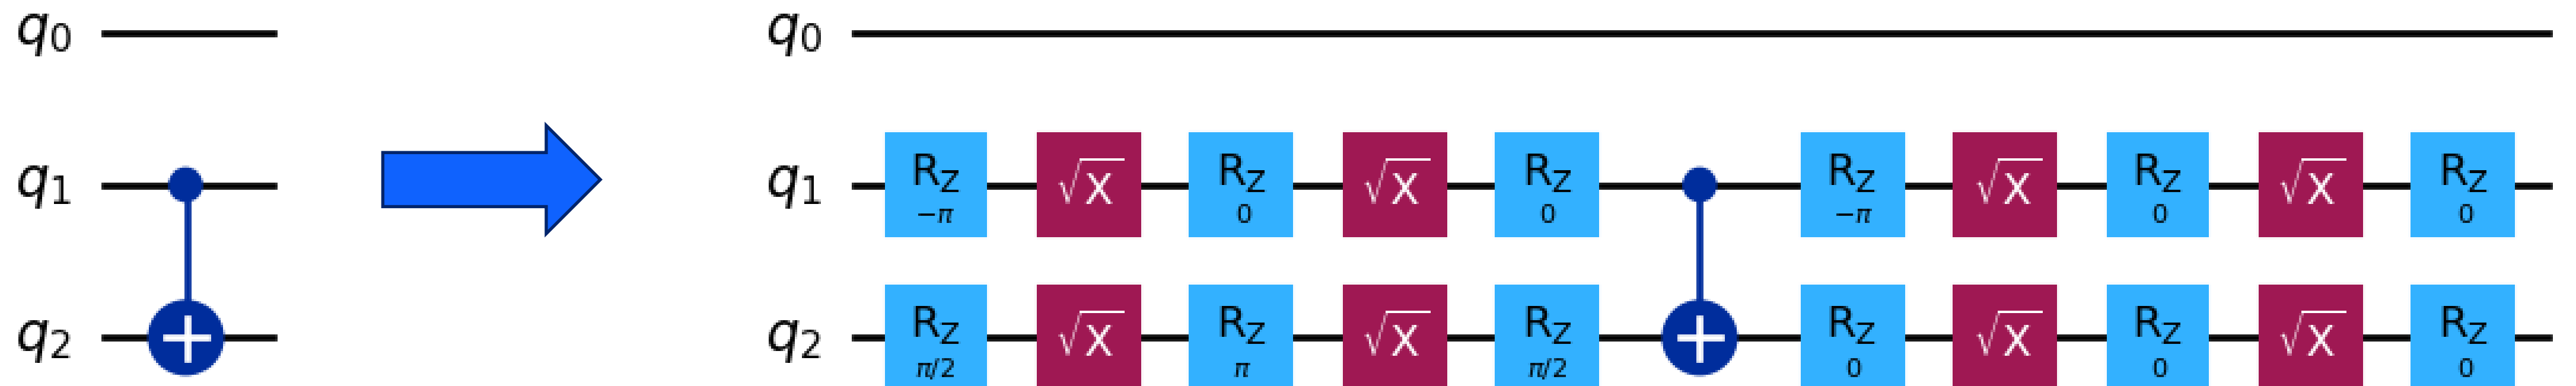 q0 q0
q1 RZ −π √X RZ 0 √X RZ 0 RZ −π √X RZ 0 √X RZ 0
q1
q2 RZ π/2 √X RZ π √X RZ π/2 RZ 0 √X RZ 0 √X RZ 0
q2